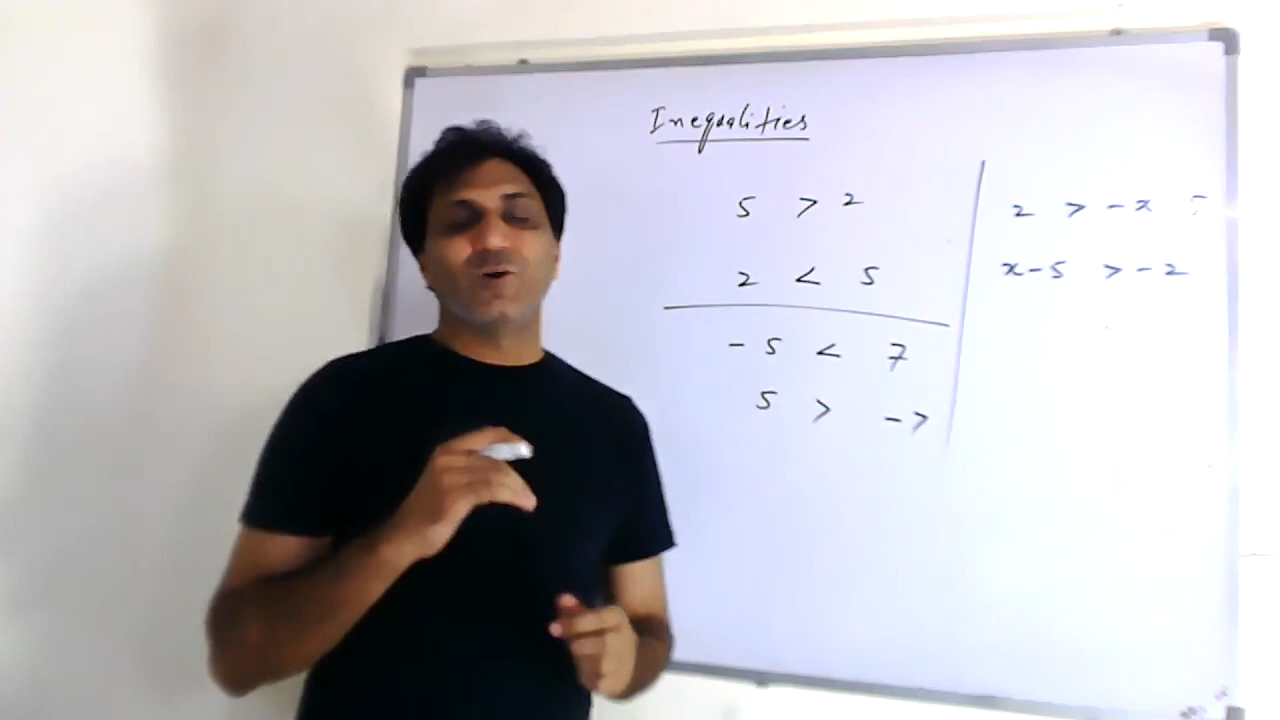 Inequalities
5 > 2
2 < 5
- 5 < 7
5 > - 7
2 > - x
x - 5 > - 2